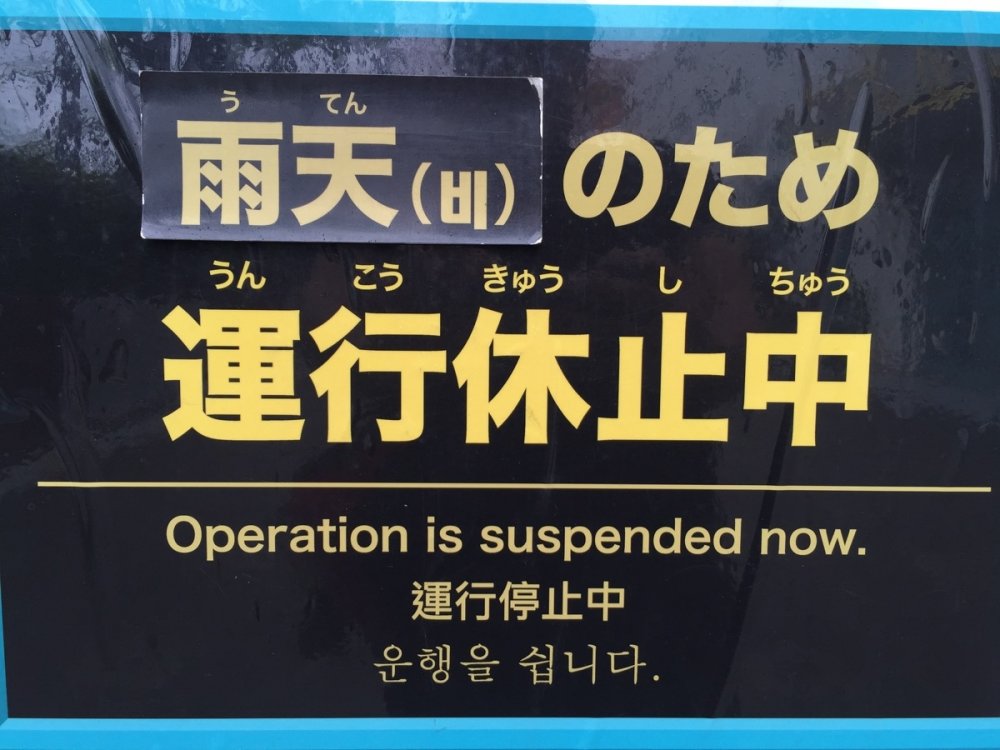 う てん
雨天(비)のため
うん こう きゅう し ちゅう
運行休止中
Operation is suspended now.
運行停止中
운행을 쉽니다.